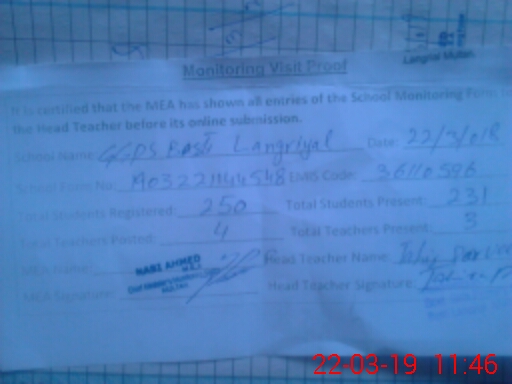 Langrial Multan
Monitoring Visit Proof
It is certified that the MEA has shown all entries of the School Monitoring Form to
the Head Teacher before its online submission.
School Name: GGPS Basti Langriyal Date: 22/3/018
School Form No: EMIS Code: 36110596
Total Students Registered: 250 Total Students Present: 231
Total Teachers Posted: 4 Total Teachers Present: 3
MEA Name: NABI AHMED Head Teacher Name:
MEA Signature: Head Teacher Signature:
22-03-19 11:46